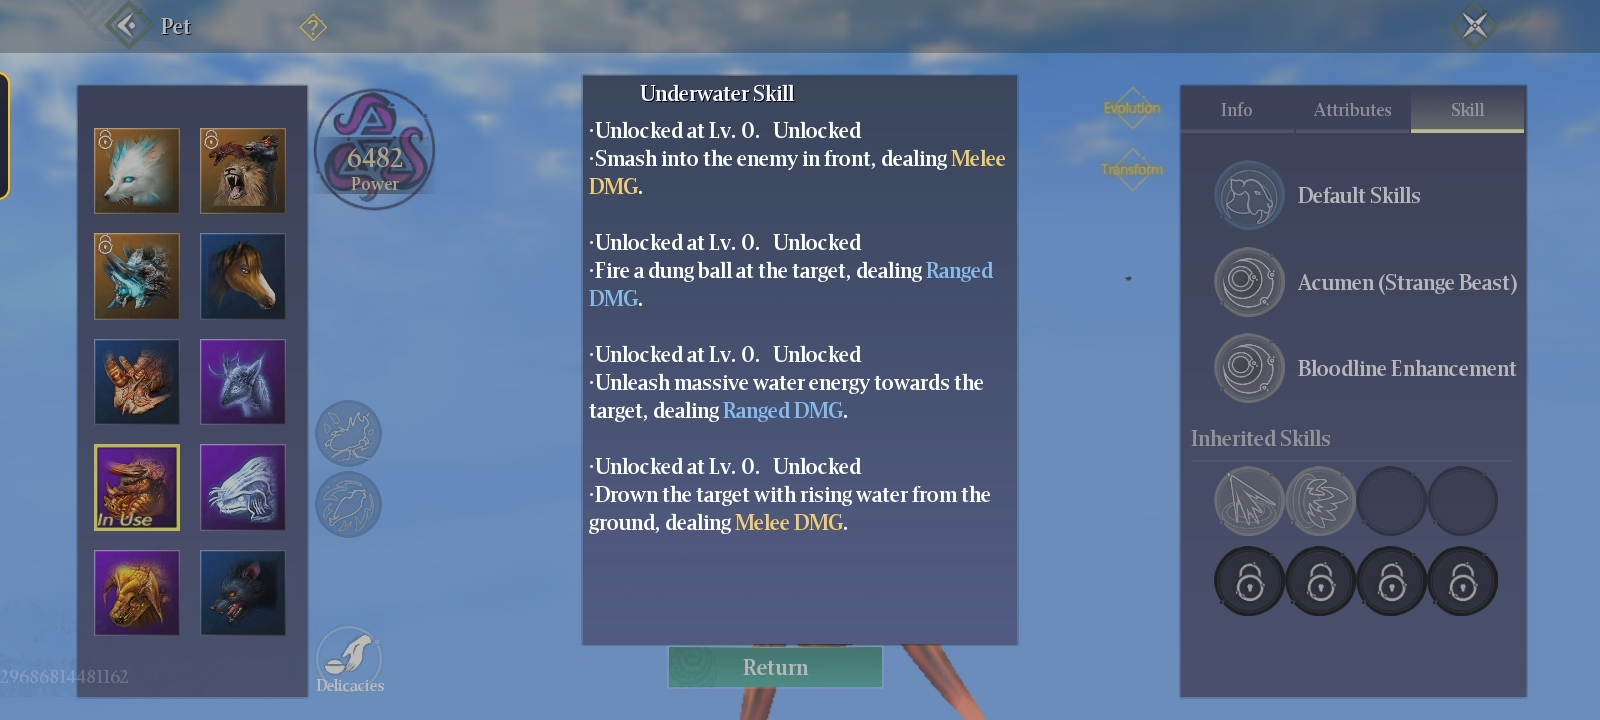 Pet
?
6482
Power
In Use
29686814481162
Delicacies
Underwater Skill
·Unlocked at Lv. 0. Unlocked
·Smash into the enemy in front, dealing Melee
DMG.
·Unlocked at Lv. 0. Unlocked
·Fire a dung ball at the target, dealing Ranged
DMG.
·Unlocked at Lv. 0. Unlocked
·Unleash massive water energy towards the
target, dealing Ranged DMG.
·Unlocked at Lv. 0. Unlocked
·Drown the target with rising water from the
ground, dealing Melee DMG.
Return
Evolution
Transform
Info Attributes Skill
Default Skills
Acumen (Strange Beast)
Bloodline Enhancement
Inherited Skills